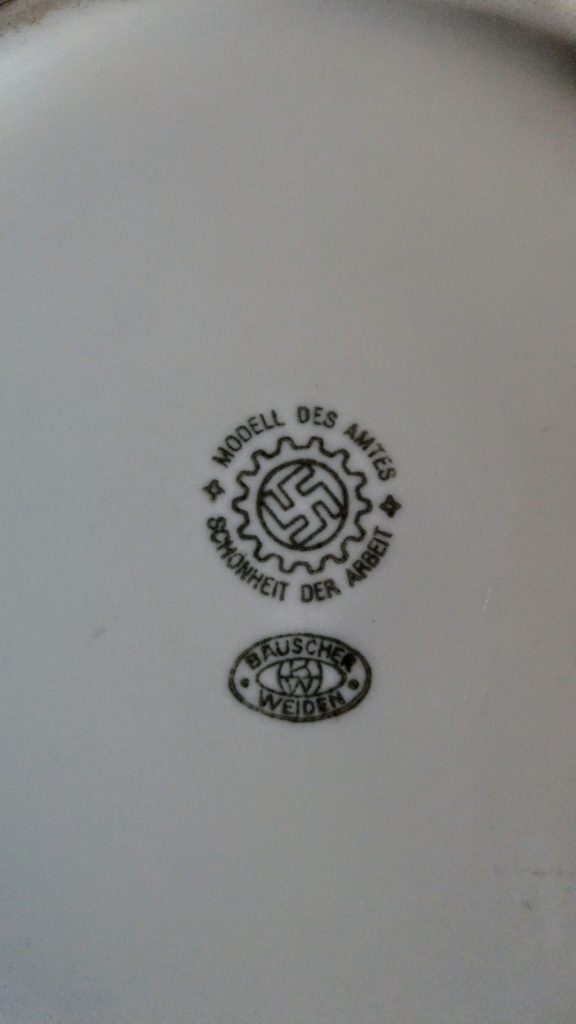 MODELL DES AMTES
SCHÖNHEIT DER ARBEIT
BAUSCHER
WEIDEN